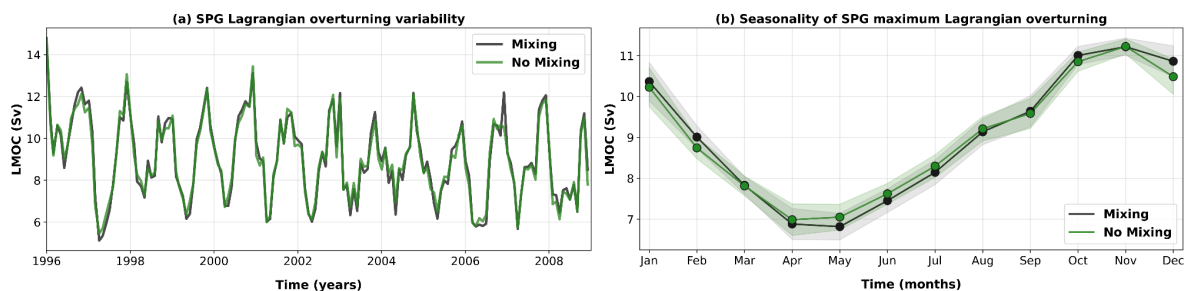 (a) SPG Lagrangian overturning variability
LMOC (Sv)
14
12
10
8
6
Mixing
No Mixing
1996
1998
2000
2002
2004
2006
2008
Time (years)
(b) Seasonality of SPG maximum Lagrangian overturning
LMOC (Sv)
11
10
9
8
7
Mixing
No Mixing
Jan
Feb
Mar
Apr
May
Jun
Jul
Aug
Sep
Oct
Nov
Dec
Time (months)